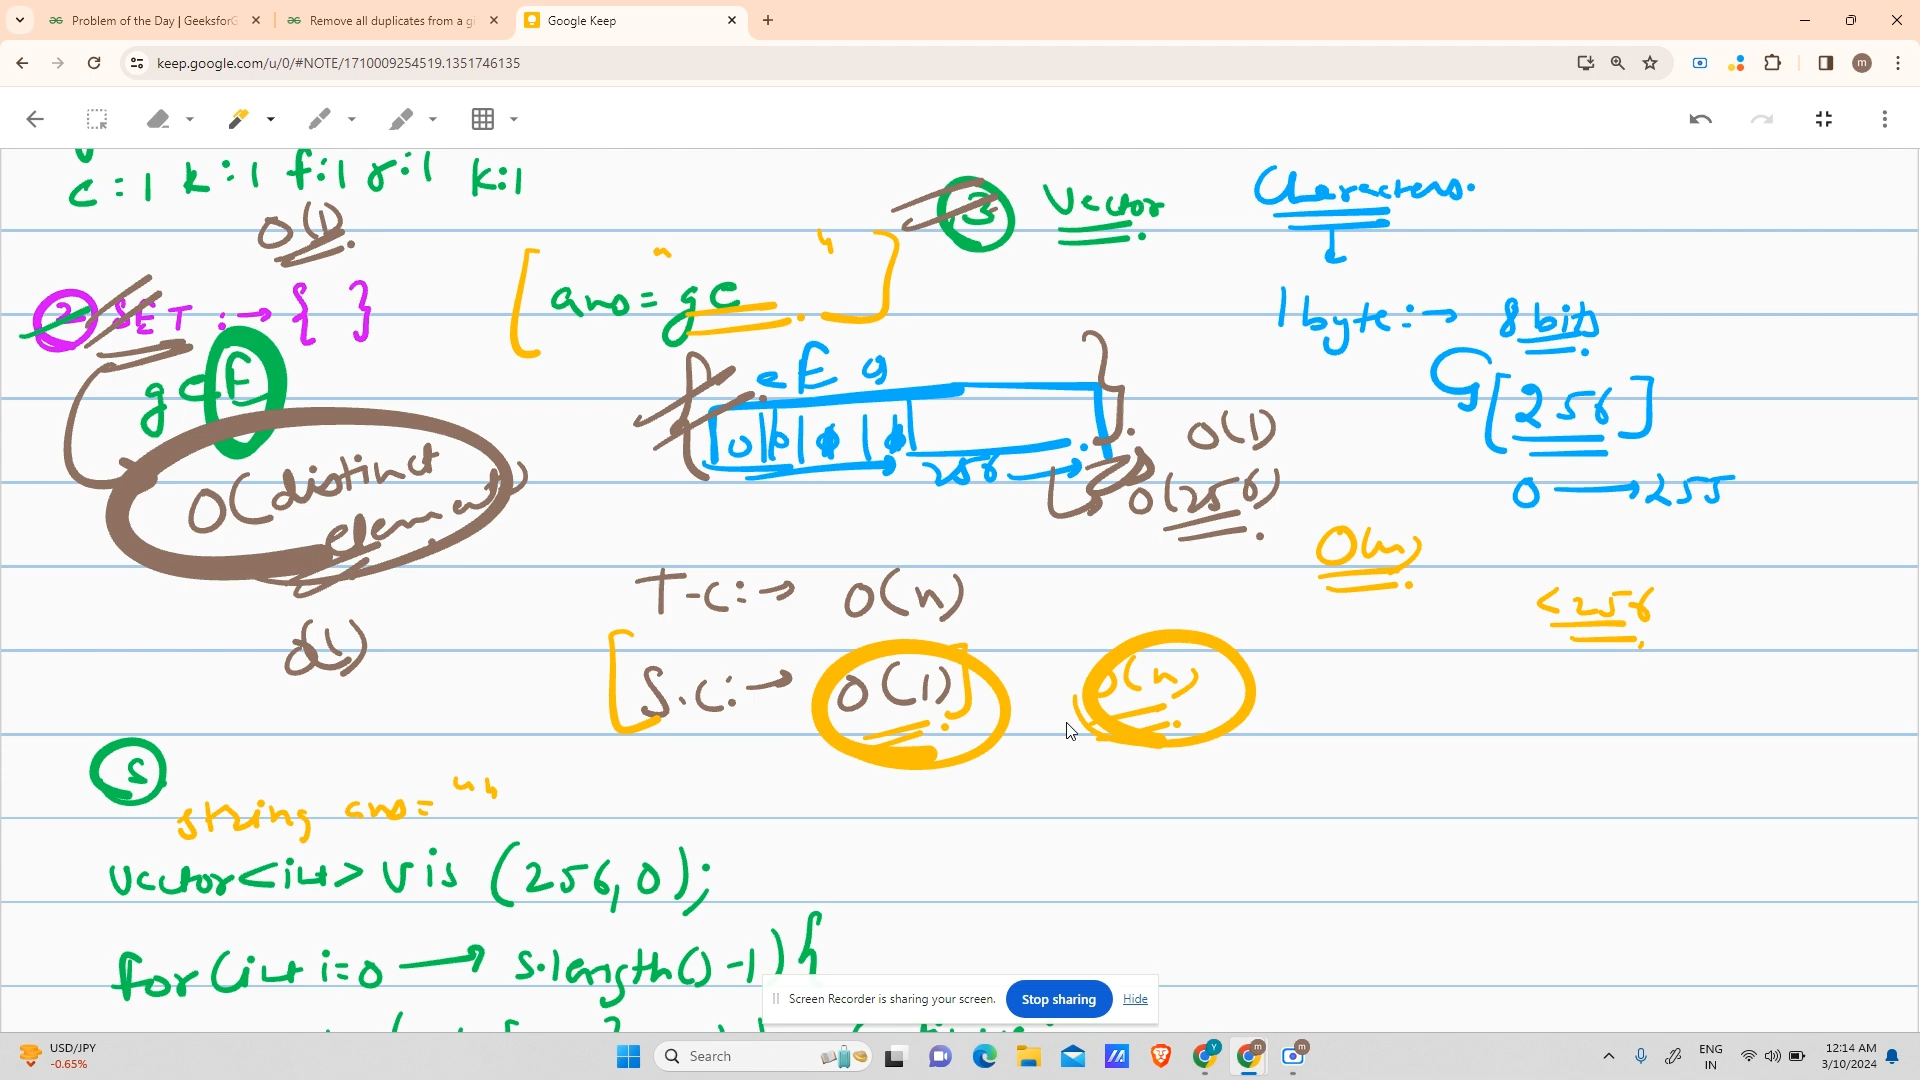 Problem of the Day | GeeksforG
Remove all duplicates from a gi
Google Keep
keep.google.com/u/0/#NOTE/1710009254519.1351746135
c:1 k:1 f:1 r:1 k:1
O(1)
3 Vector
Characters.
2 SET :→ { }
ans = ge
1 byte :→ 8 bits
g e E
e E g
G [256]
256
O(1)
O(256)
0 → 255
O(distinct
elements)
O(n)
<256
T.C :→ O(n)
O(1)
S.C :→ O(1) O(n)
S
string ans = ""
vector<int> vis (256,0);
for(int i=0 → s.length()-1){
Screen Recorder is sharing your screen. Stop sharing Hide
USD/JPY
-0.65%
Search
ENG
IN
12:14 AM
3/10/2024